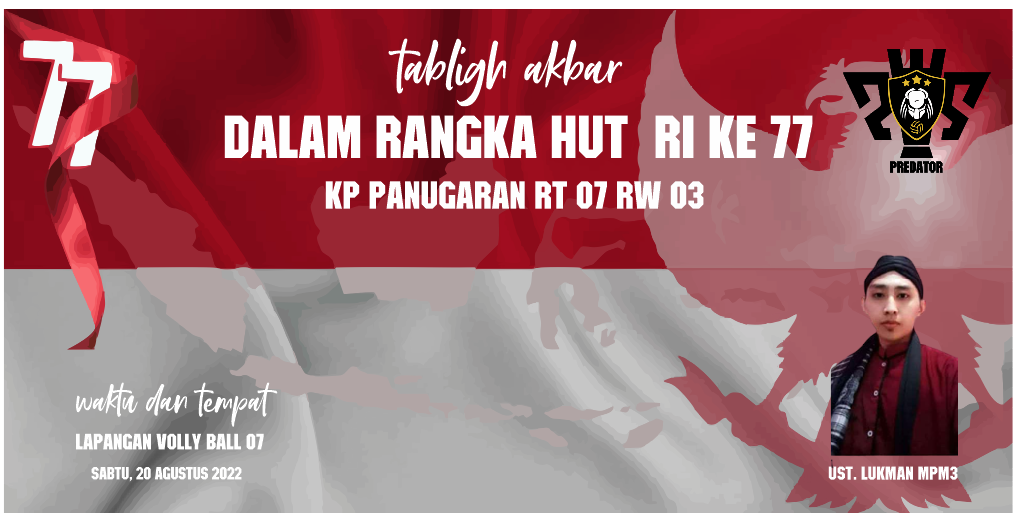 77
tabligh akbar
DALAM RANGKA HUT RI KE 77
KP PANUGARAN RT 07 RW 03
PREDATOR
waktu dan tempat
LAPANGAN VOLLY BALL 07
SABTU, 20 AGUSTUS 2022
UST. LUKMAN MPM3